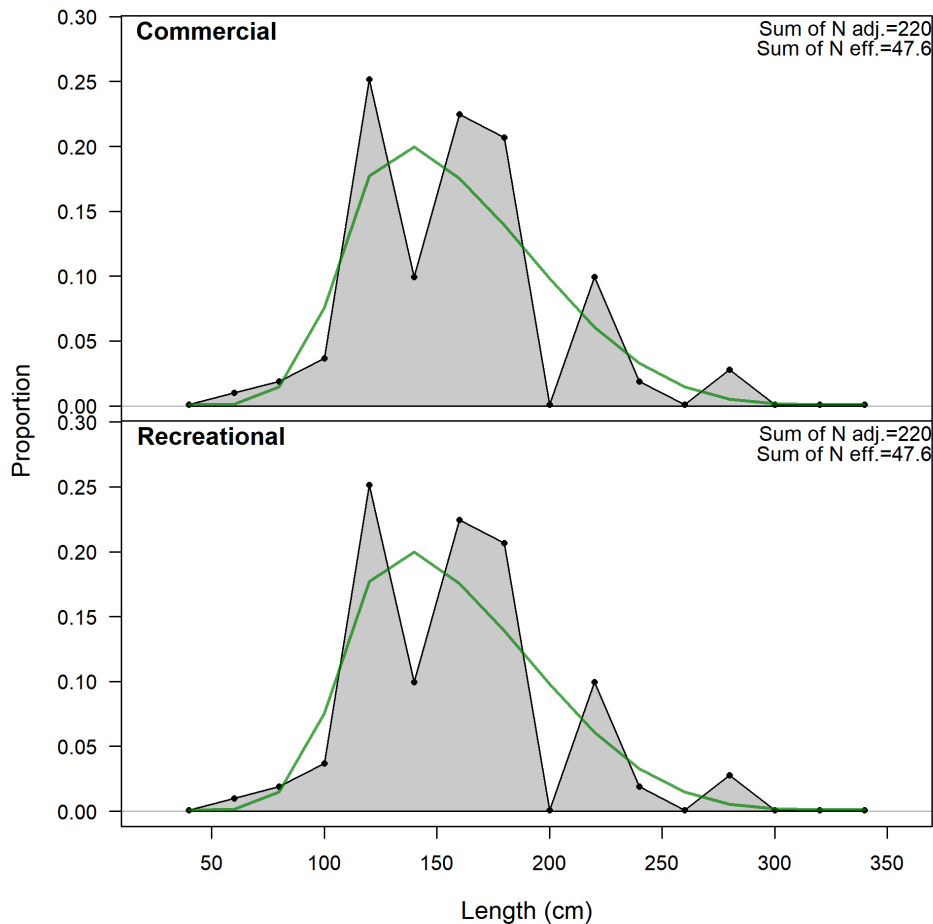 Commercial
Sum of N adj.=220
Sum of N eff.=47.6
0.30
0.25
0.20
0.15
0.10
0.05
0.00
Recreational
Sum of N adj.=220
Sum of N eff.=47.6
0.30
0.25
0.20
0.15
0.10
0.05
0.00
50 100 150 200 250 300 350
Proportion
Length (cm)